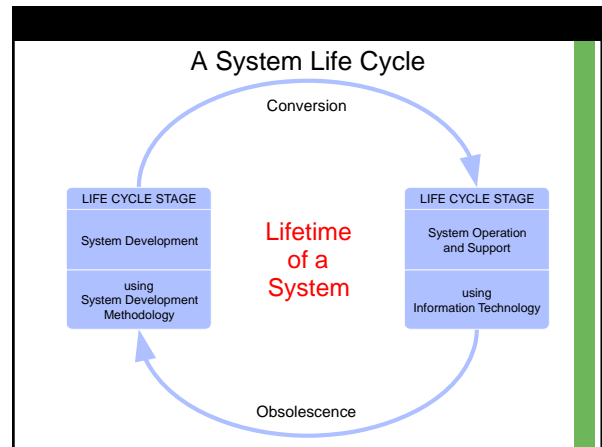 A System Life Cycle
Conversion
LIFE CYCLE STAGE
System Development
using
System Development
Methodology
Lifetime
of a
System
LIFE CYCLE STAGE
System Operation
and Support
using
Information Technology
Obsolescence